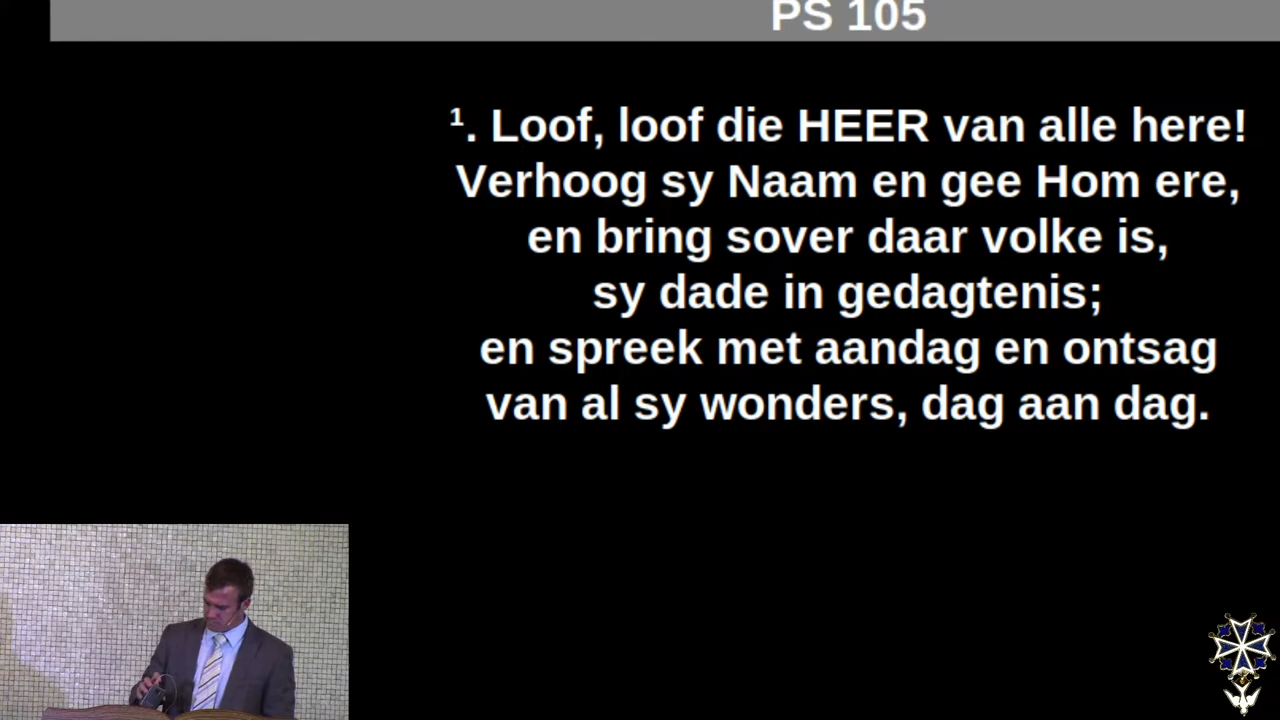 PS 105
¹. Loof, loof die HEER van alle here!
Verhoog sy Naam en gee Hom ere,
en bring sover daar volke is,
sy dade in gedagtenis;
en spreek met aandag en ontsag
van al sy wonders, dag aan dag.